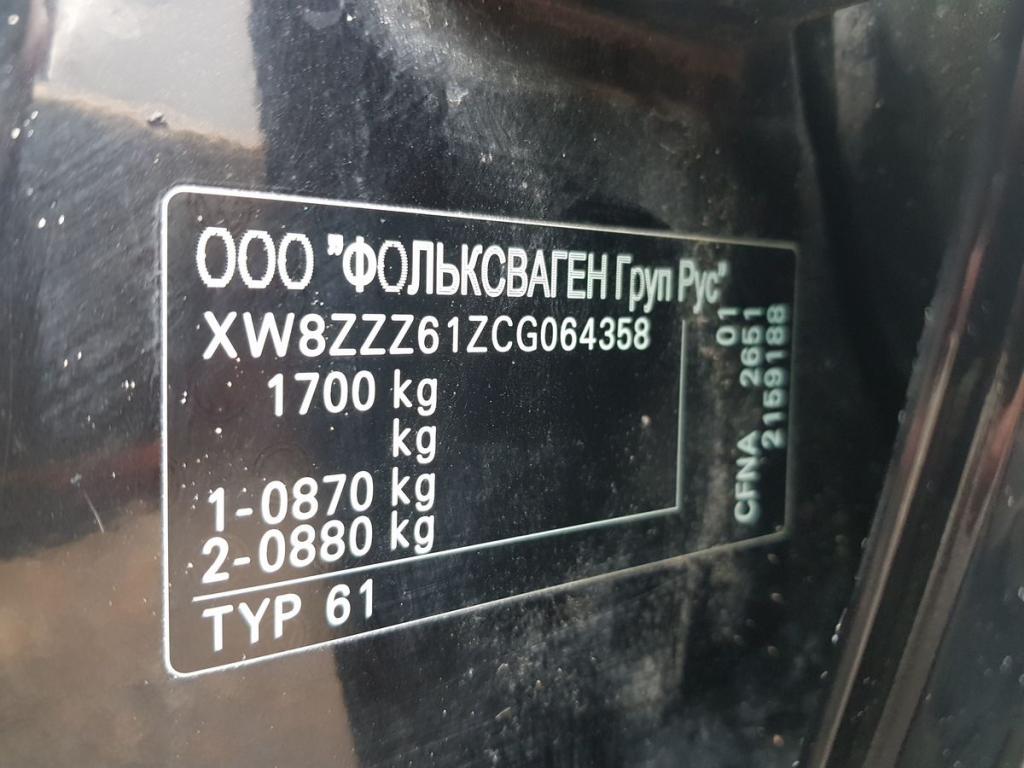 ООО "ФОЛЬКСВАГЕН Груп Рус"
XW8ZZZ61ZCG064358
1700 kg
kg
1-0870 kg
2-0880 kg
TYP 61
01
CFNA 2651
2159188